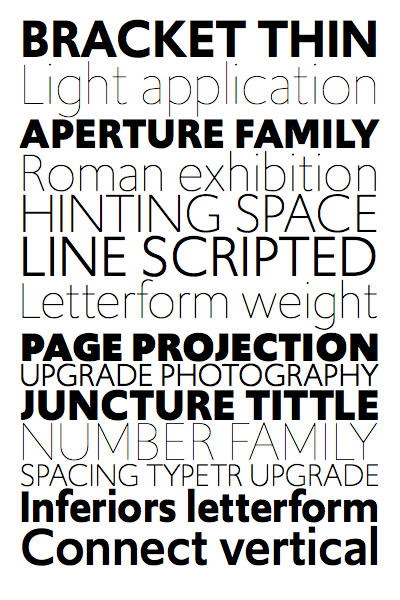 BRACKET THIN
Light application
APERTURE FAMILY
Roman exhibition
HINTING SPACE
LINE SCRIPTED
Letterform weight
PAGE PROJECTION
UPGRADE PHOTOGRAPHY
JUNCTURE TITTLE
NUMBER FAMILY
SPACING TYPETR UPGRADE
Inferiors letterform
Connect vertical